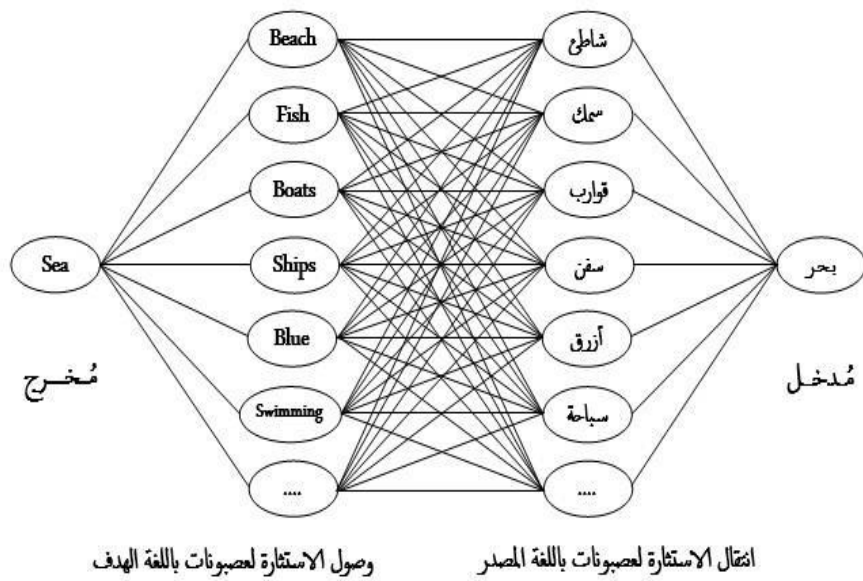 Beach
شاطئ
Fish
سمك
Boats
قوارب
Sea
Ships
سفن
بحر
Blue
أزرق
مُخـرج
مُدخـل
Swimming
سباحة
....
....
انتقال الاستثارة لعصبونات باللغة المصدر
وصول الاستثارة لعصبونات باللغة الهدف